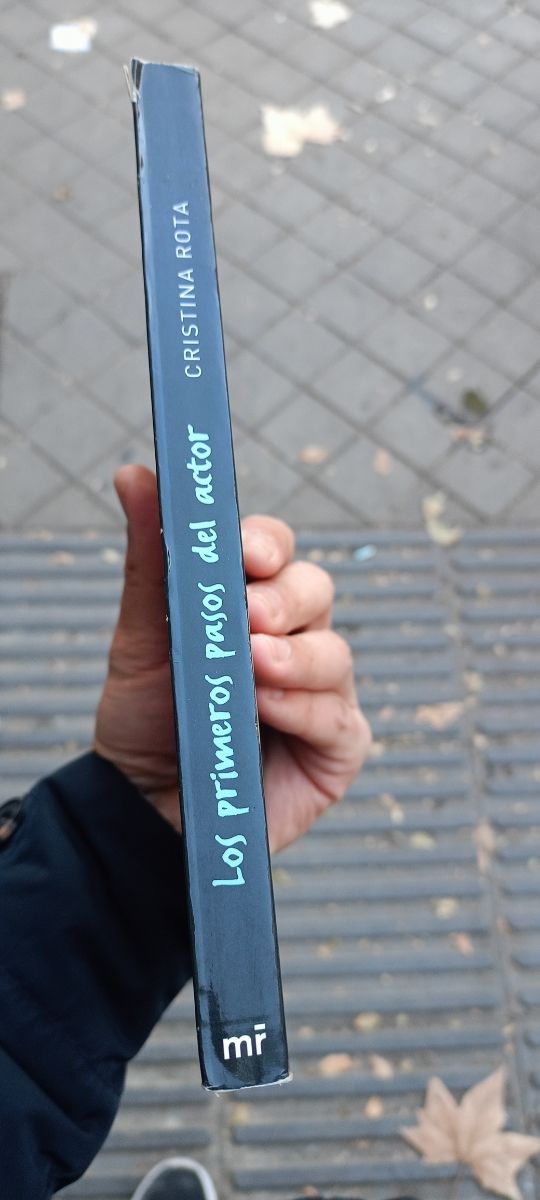 Los primeros pasos del actor
CRISTINA ROTA
mr